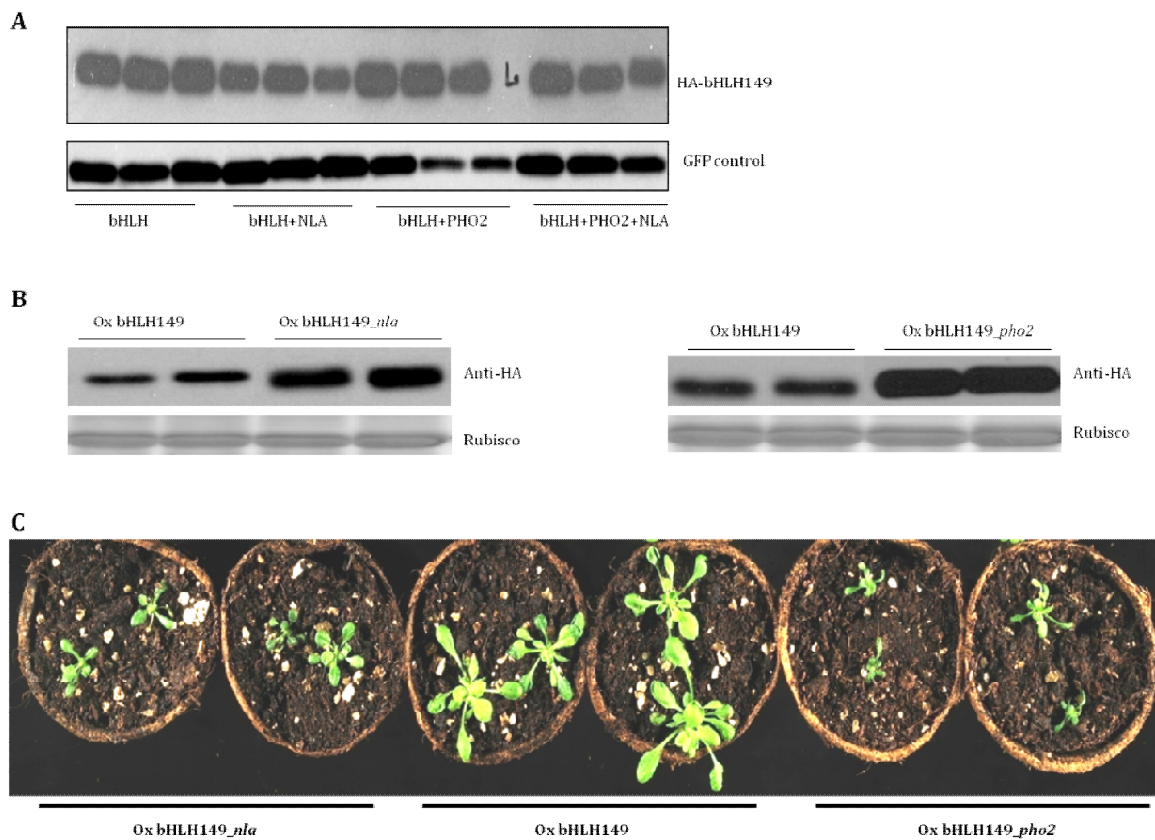 A
HA-bHLH149
L
GFP control
bHLH
bHLH+NLA
bHLH+PHO2
bHLH+PHO2+NLA
B
Ox bHLH149
Ox bHLH149_nla
Anti-HA
Rubisco
Ox bHLH149
Ox bHLH149_pho2
Anti-HA
Rubisco
C
Ox bHLH149_nla
Ox bHLH149
Ox bHLH149_pho2